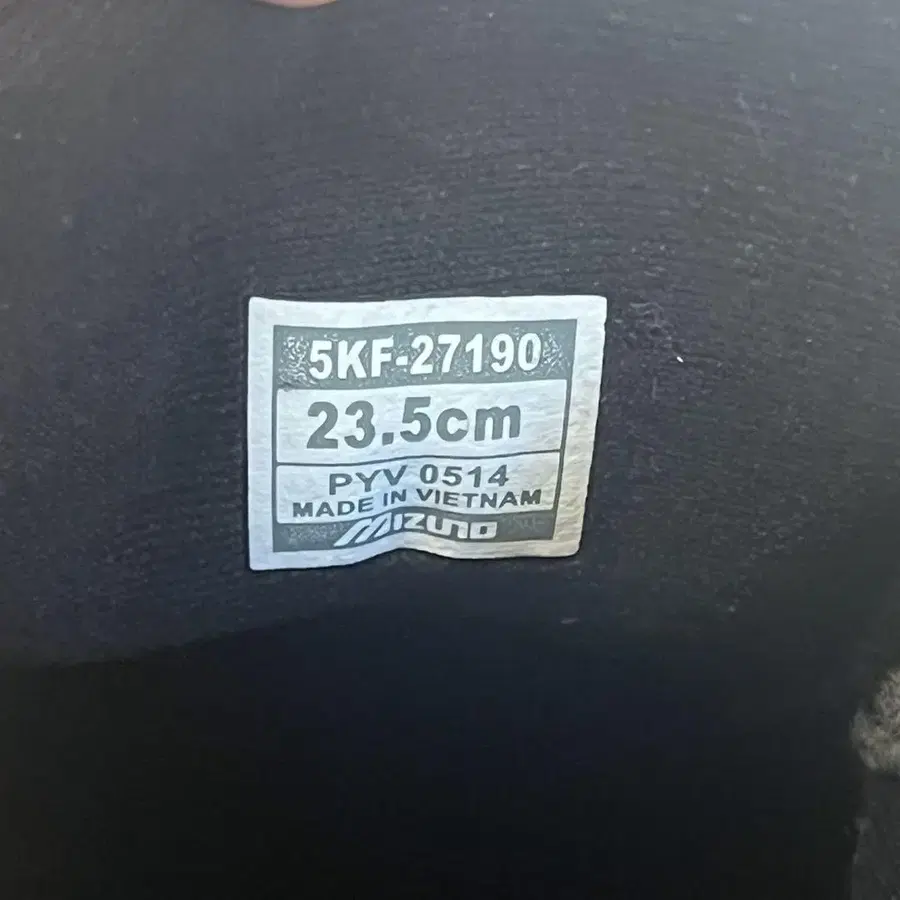 5KF-27190
23.5cm
PYV 0514
MADE IN VIETNAM
MIZUNO